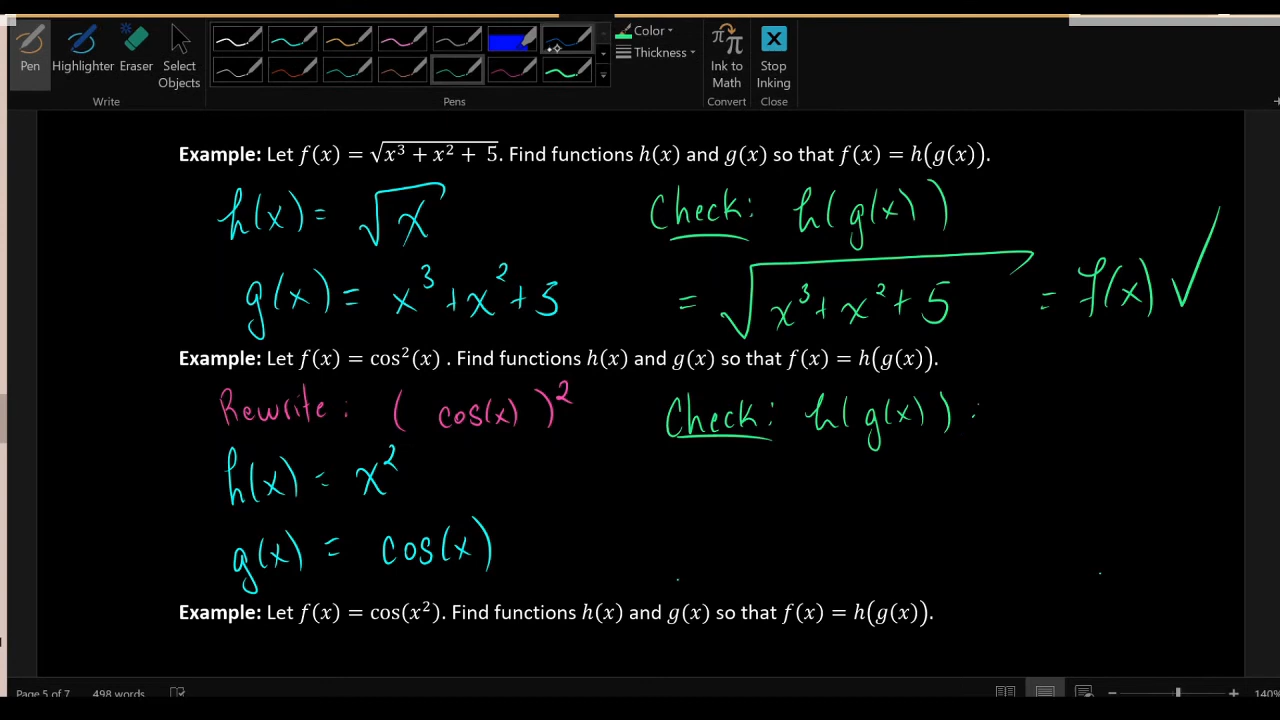 Pen
Highlighter
Eraser
Select Objects
Write
Pens
Color
Thickness
Ink to Math
Convert
Stop Inking
Close
Example: Let f(x) = √(x³ + x² + 5). Find functions h(x) and g(x) so that f(x) = h(g(x)).
h(x) = √x
Check: h(g(x))
g(x) = x³ + x² + 5
= √(x³ + x² + 5) = f(x) ✓
Example: Let f(x) = cos²(x) . Find functions h(x) and g(x) so that f(x) = h(g(x)).
Rewrite: ( cos(x) )²
Check: h(g(x)) :
h(x) = x²
g(x) = cos(x)
Example: Let f(x) = cos(x²). Find functions h(x) and g(x) so that f(x) = h(g(x)).
Page 5 of 7 498 words
140%